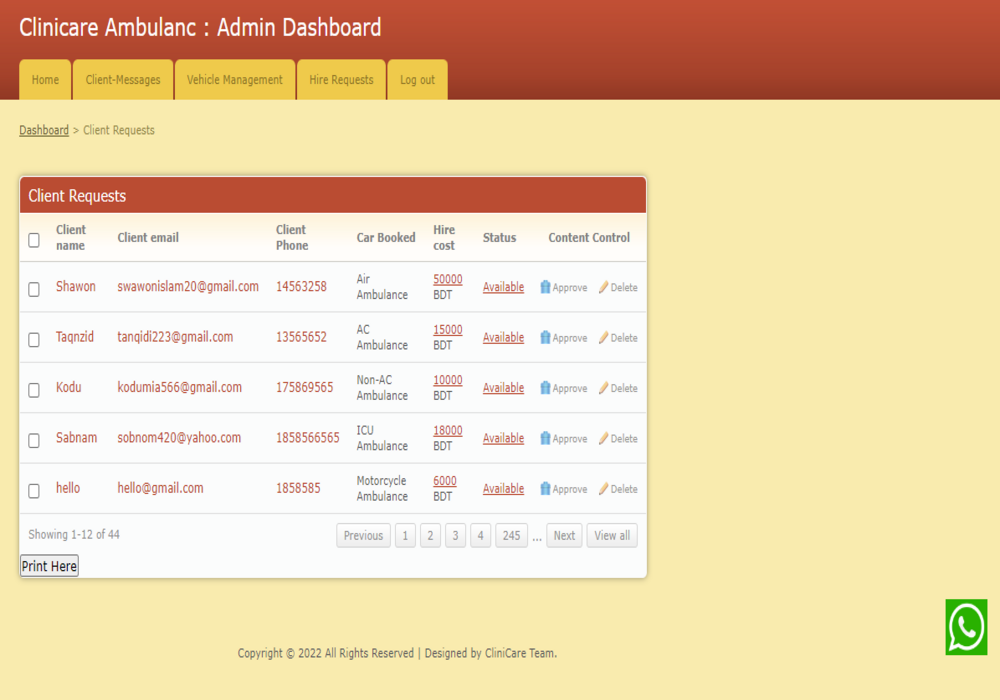 Clinicare Ambulanc : Admin Dashboard
Home Client-Messages Vehicle Management Hire Requests Log out
Dashboard > Client Requests
Client Requests
Client name Client email Client Phone Car Booked Hire cost Status Content Control
Shawon swawonislam20@gmail.com 14563258 Air Ambulance 50000 BDT Available Approve Delete
Taqnzid tanqidi223@gmail.com 13565652 AC Ambulance 15000 BDT Available Approve Delete
Kodu kodumia566@gmail.com 175869565 Non-AC Ambulance 10000 BDT Available Approve Delete
Sabnam sobnom420@yahoo.com 1858566565 ICU Ambulance 18000 BDT Available Approve Delete
hello hello@gmail.com 1858585 Motorcycle Ambulance 6000 BDT Available Approve Delete
Showing 1-12 of 44 Previous 1 2 3 4 245 ... Next View all
Print Here
Copyright © 2022 All Rights Reserved | Designed by CliniCare Team.